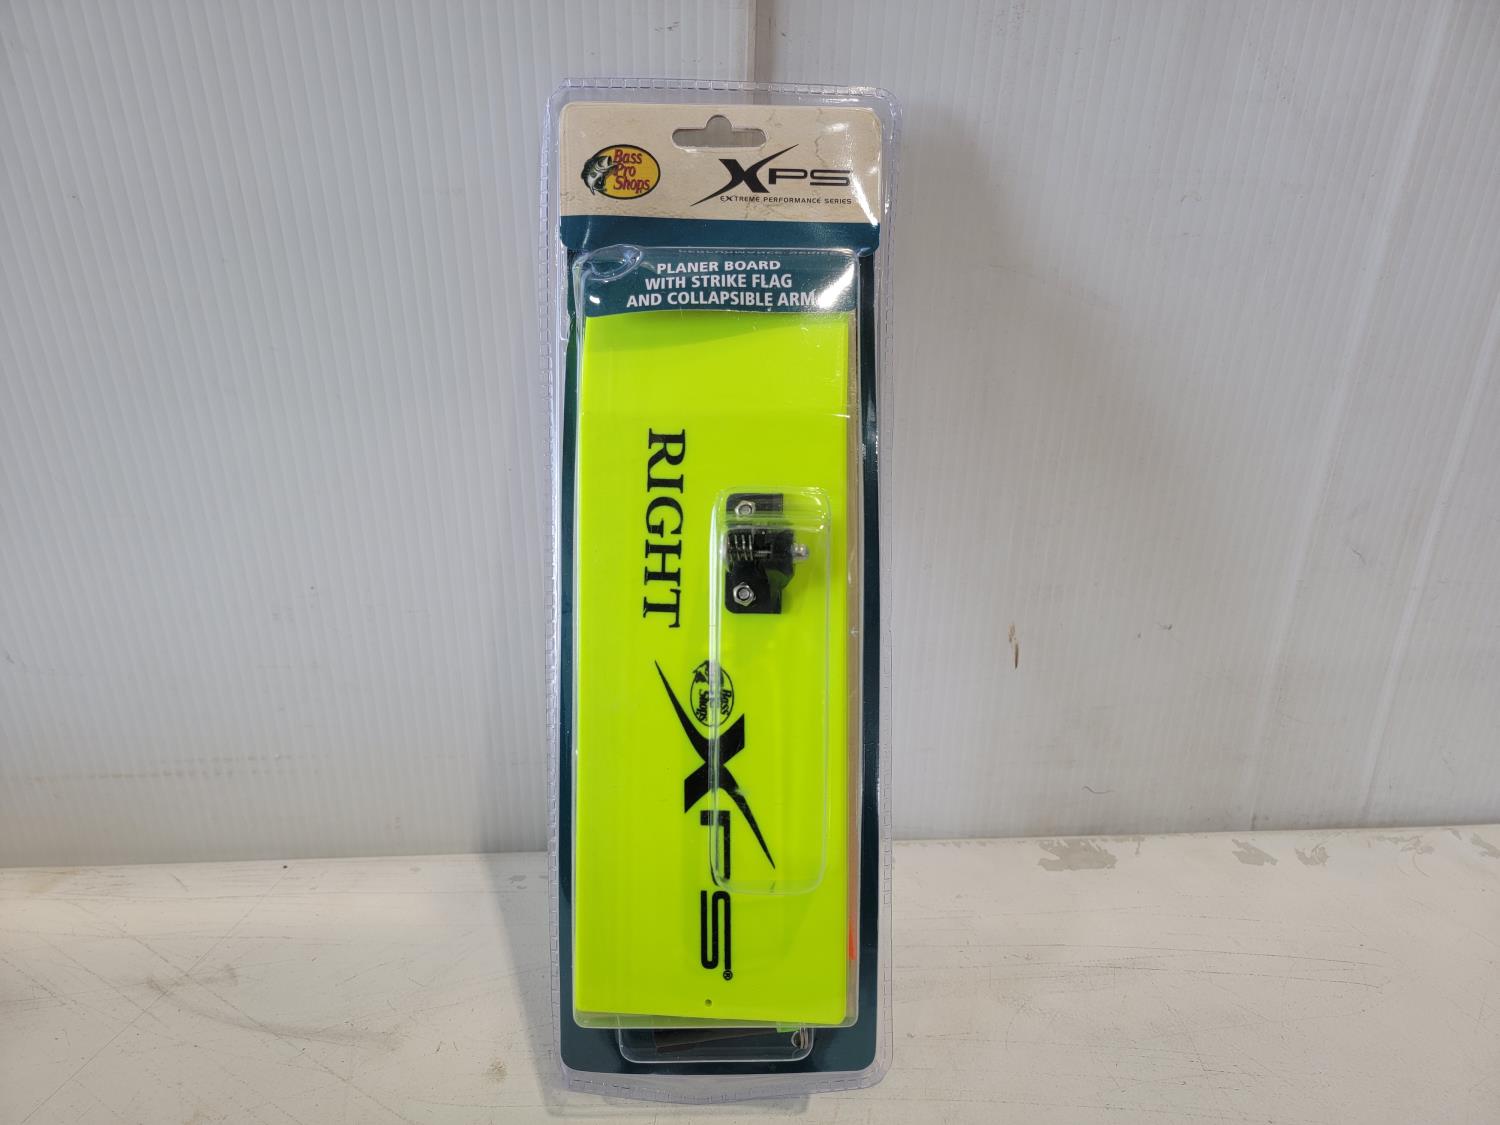 Bass
Pro
Shops
XPS
EXTREME PERFORMANCE SERIES
PLANER BOARD
WITH STRIKE FLAG
AND COLLAPSIBLE ARM
RIGHT
Bass
Shops
XPS®